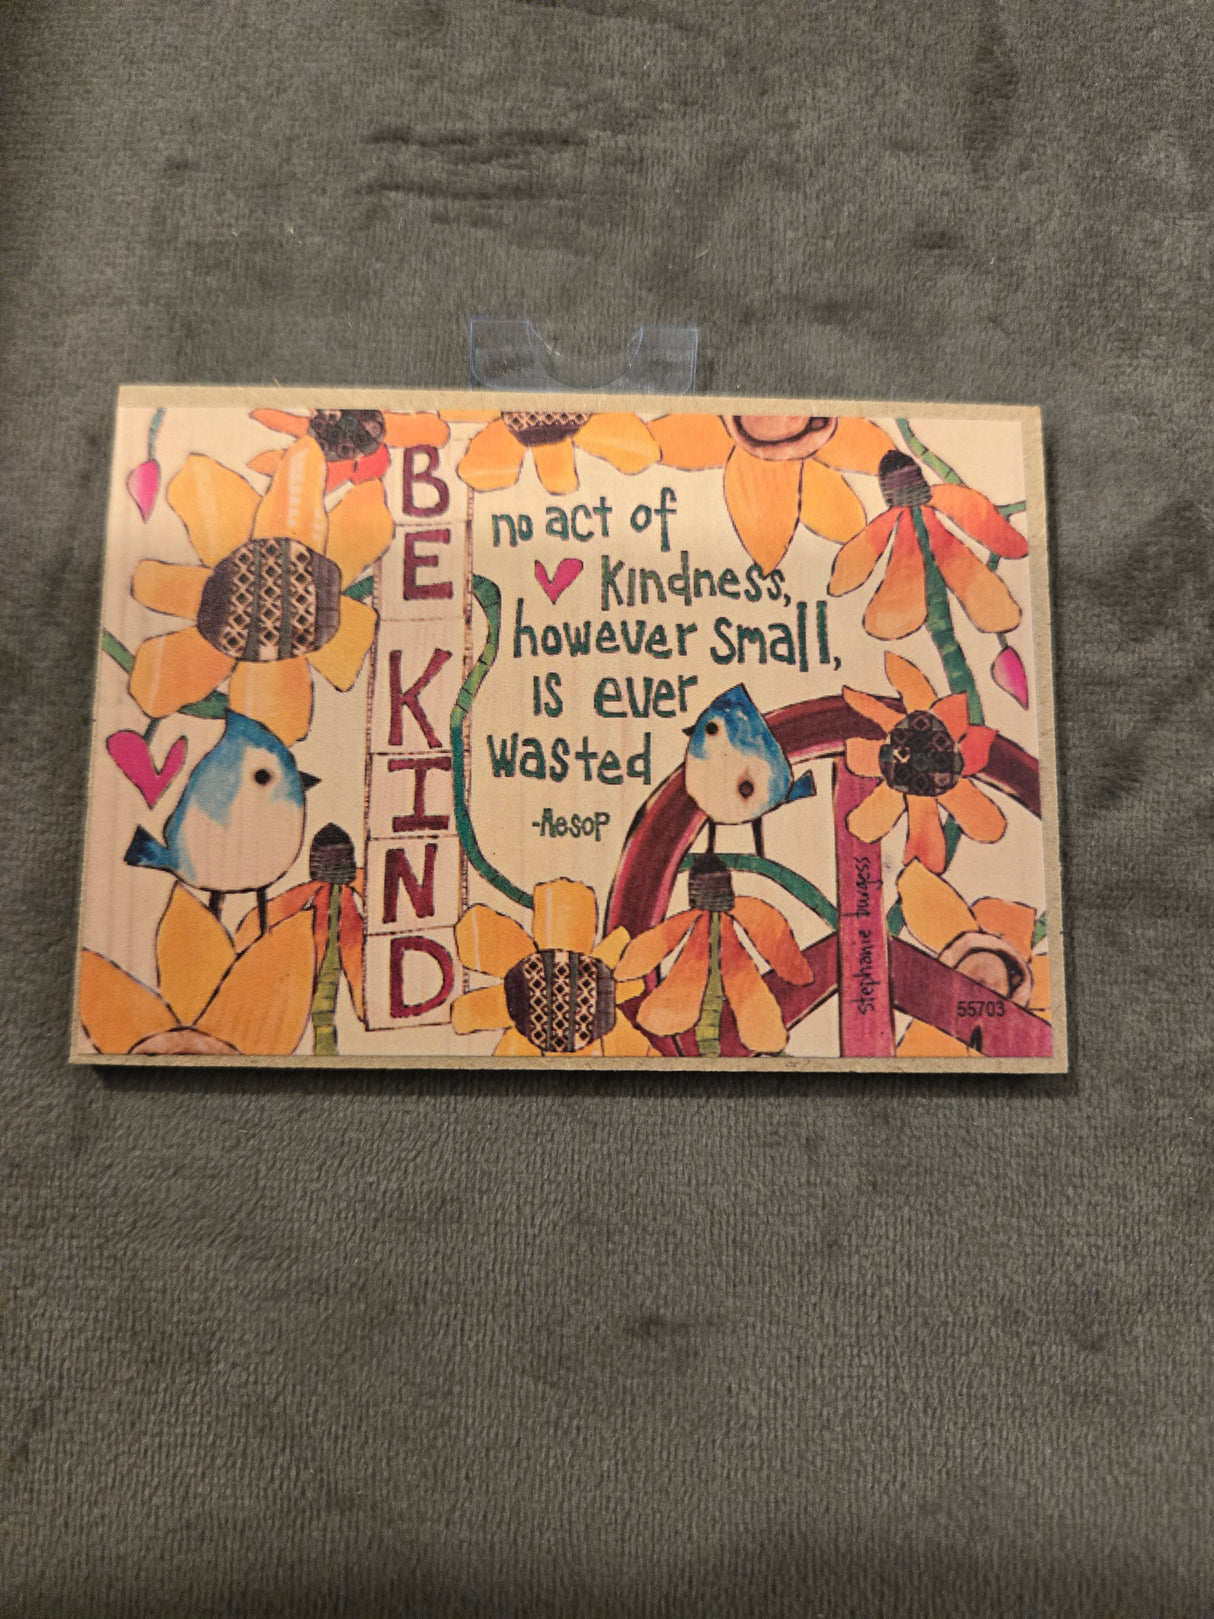 BE KIND
no act of
kindness,
however small,
is ever
wasted
-Aesop
stephanie burgess
55703